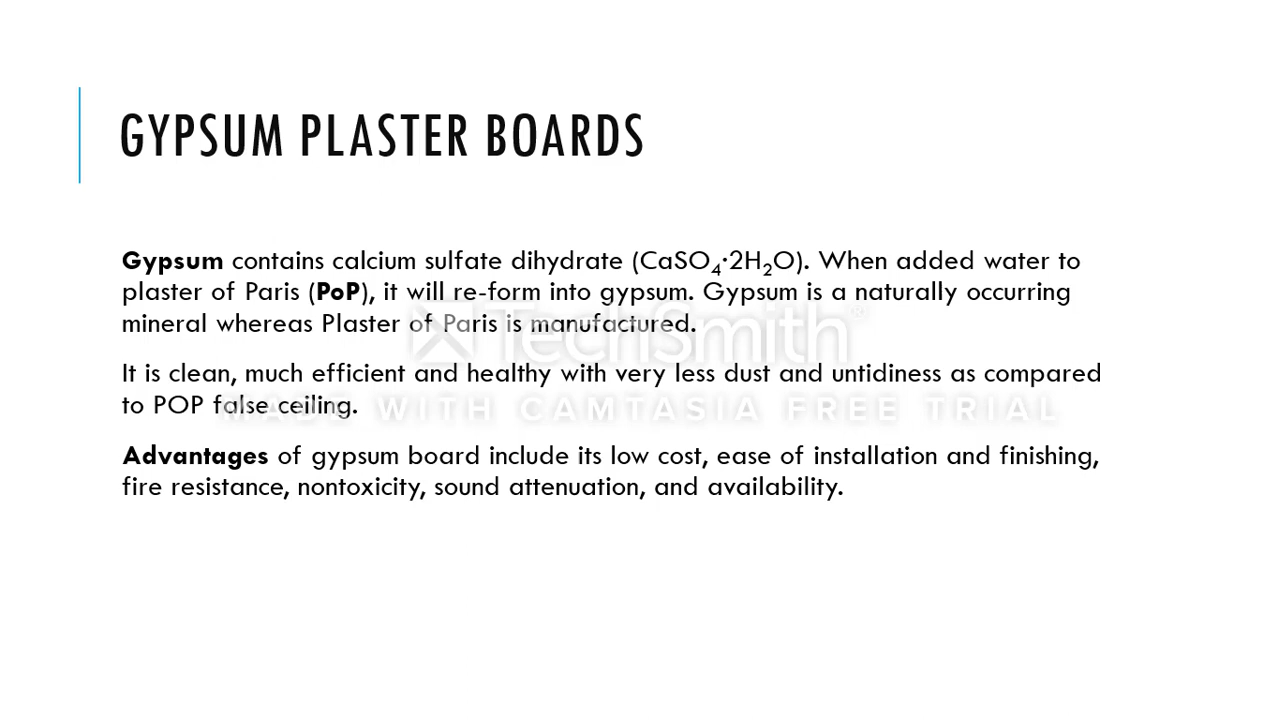 GYPSUM PLASTER BOARDS
Gypsum contains calcium sulfate dihydrate (CaSO₄·2H₂O). When added water to
plaster of Paris (PoP), it will re-form into gypsum. Gypsum is a naturally occurring
mineral whereas Plaster of Paris is manufactured.
TechSmith®
It is clean, much efficient and healthy with very less dust and untidiness as compared
to POP false ceiling.
MADE WITH CAMTASIA FREE TRIAL
Advantages of gypsum board include its low cost, ease of installation and finishing,
fire resistance, nontoxicity, sound attenuation, and availability.